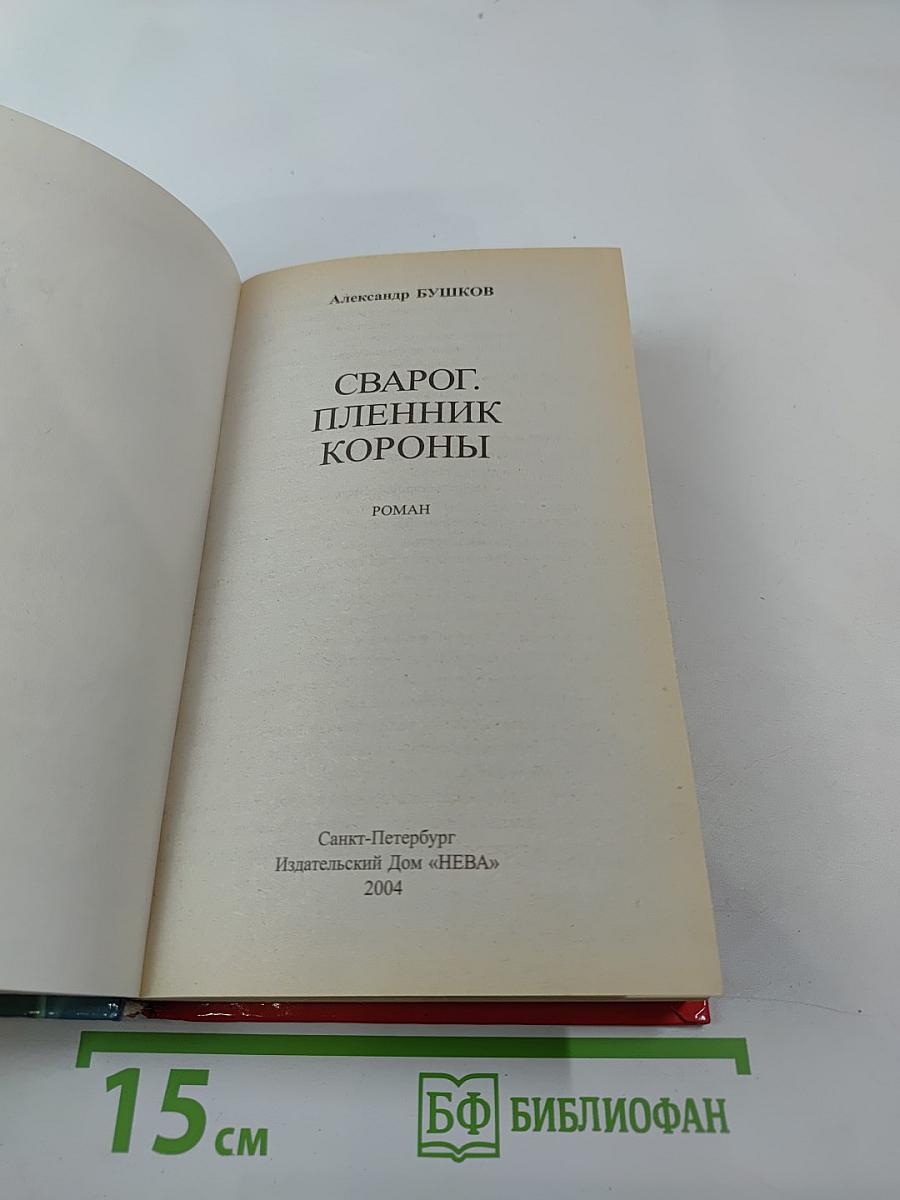 Александр БУШКОВ
СВАРОГ.
ПЛЕННИК
КОРОНЫ
РОМАН
Санкт-Петербург
Издательский Дом «НЕВА»
2004
15 см
БФ БИБЛИОФАН